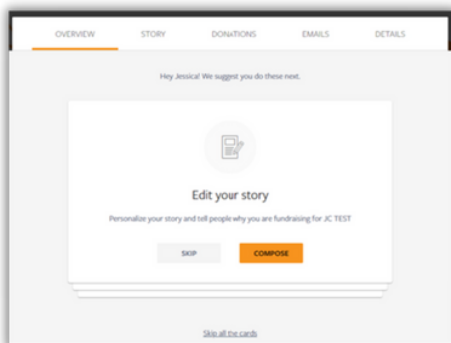 OVERVIEW STORY DONATIONS EMAILS DETAILS
Hey Jessica! We suggest you do these next.
Edit your story
Personalize your story and tell people why you are fundraising for JC TEST
SKIP COMPOSE
Skip all the cards